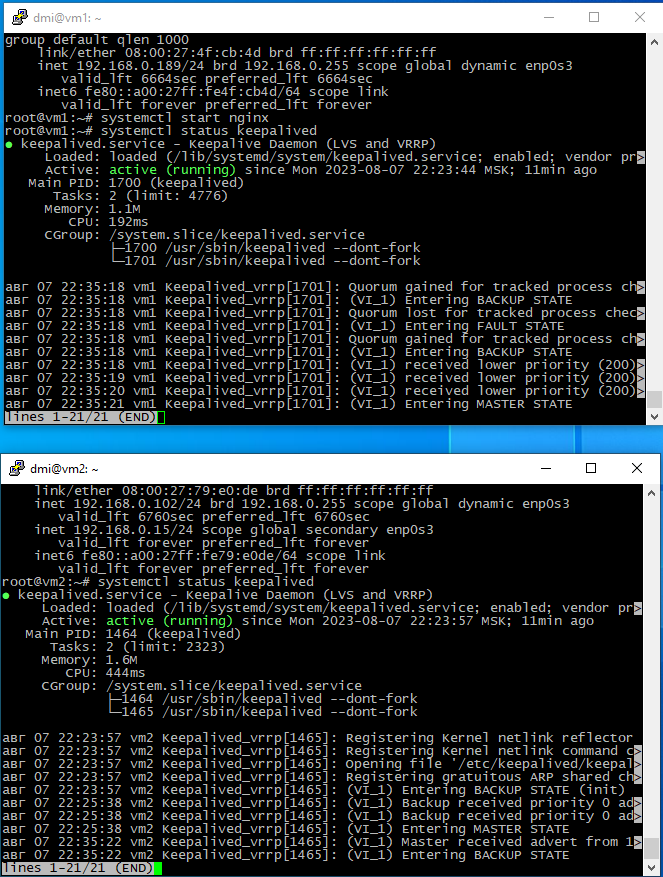 dmi@vm1: ~
group default qlen 1000
link/ether 08:00:27:4f:cb:4d brd ff:ff:ff:ff:ff:ff
inet 192.168.0.189/24 brd 192.168.0.255 scope global dynamic enp0s3
valid_lft 6664sec preferred_lft 6664sec
inet6 fe80::a00:27ff:fe4f:cb4d/64 scope link
valid_lft forever preferred_lft forever
root@vm1:~# systemctl start nginx
root@vm1:~# systemctl status keepalived
● keepalived.service - Keepalive Daemon (LVS and VRRP)
Loaded: loaded (/lib/systemd/system/keepalived.service; enabled; vendor pr>
Active: active (running) since Mon 2023-08-07 22:23:44 MSK; 11min ago
Main PID: 1700 (keepalived)
Tasks: 2 (limit: 4776)
Memory: 1.1M
CPU: 192ms
CGroup: /system.slice/keepalived.service
├─1700 /usr/sbin/keepalived --dont-fork
└─1701 /usr/sbin/keepalived --dont-fork
авг 07 22:35:18 vm1 Keepalived_vrrp[1701]: Quorum gained for tracked process ch>
авг 07 22:35:18 vm1 Keepalived_vrrp[1701]: (VI_1) Entering BACKUP STATE
авг 07 22:35:18 vm1 Keepalived_vrrp[1701]: Quorum lost for tracked process chec>
авг 07 22:35:18 vm1 Keepalived_vrrp[1701]: (VI_1) Entering FAULT STATE
авг 07 22:35:18 vm1 Keepalived_vrrp[1701]: Quorum gained for tracked process ch>
авг 07 22:35:18 vm1 Keepalived_vrrp[1701]: (VI_1) Entering BACKUP STATE
авг 07 22:35:18 vm1 Keepalived_vrrp[1701]: (VI_1) received lower priority (200)>
авг 07 22:35:19 vm1 Keepalived_vrrp[1701]: (VI_1) received lower priority (200)>
авг 07 22:35:20 vm1 Keepalived_vrrp[1701]: (VI_1) received lower priority (200)>
авг 07 22:35:21 vm1 Keepalived_vrrp[1701]: (VI_1) Entering MASTER STATE
lines 1-21/21 (END)
dmi@vm2: ~
link/ether 08:00:27:79:e0:de brd ff:ff:ff:ff:ff:ff
inet 192.168.0.102/24 brd 192.168.0.255 scope global dynamic enp0s3
valid_lft 6760sec preferred_lft 6760sec
inet 192.168.0.15/24 scope global secondary enp0s3
valid_lft forever preferred_lft forever
inet6 fe80::a00:27ff:fe79:e0de/64 scope link
valid_lft forever preferred_lft forever
root@vm2:~# systemctl status keepalived
● keepalived.service - Keepalive Daemon (LVS and VRRP)
Loaded: loaded (/lib/systemd/system/keepalived.service; enabled; vendor pr>
Active: active (running) since Mon 2023-08-07 22:23:57 MSK; 11min ago
Main PID: 1464 (keepalived)
Tasks: 2 (limit: 2323)
Memory: 1.6M
CPU: 444ms
CGroup: /system.slice/keepalived.service
├─1464 /usr/sbin/keepalived --dont-fork
└─1465 /usr/sbin/keepalived --dont-fork
авг 07 22:23:57 vm2 Keepalived_vrrp[1465]: Registering Kernel netlink reflector
авг 07 22:23:57 vm2 Keepalived_vrrp[1465]: Registering Kernel netlink command c>
авг 07 22:23:57 vm2 Keepalived_vrrp[1465]: Opening file '/etc/keepalived/keepal>
авг 07 22:23:57 vm2 Keepalived_vrrp[1465]: Registering gratuitous ARP shared ch>
авг 07 22:23:57 vm2 Keepalived_vrrp[1465]: (VI_1) Entering BACKUP STATE (init)
авг 07 22:25:38 vm2 Keepalived_vrrp[1465]: (VI_1) Backup received priority 0 ad>
авг 07 22:25:38 vm2 Keepalived_vrrp[1465]: (VI_1) Backup received priority 0 ad>
авг 07 22:25:38 vm2 Keepalived_vrrp[1465]: (VI_1) Entering MASTER STATE
авг 07 22:35:22 vm2 Keepalived_vrrp[1465]: (VI_1) Master received advert from 1>
авг 07 22:35:22 vm2 Keepalived_vrrp[1465]: (VI_1) Entering BACKUP STATE
lines 1-21/21 (END)